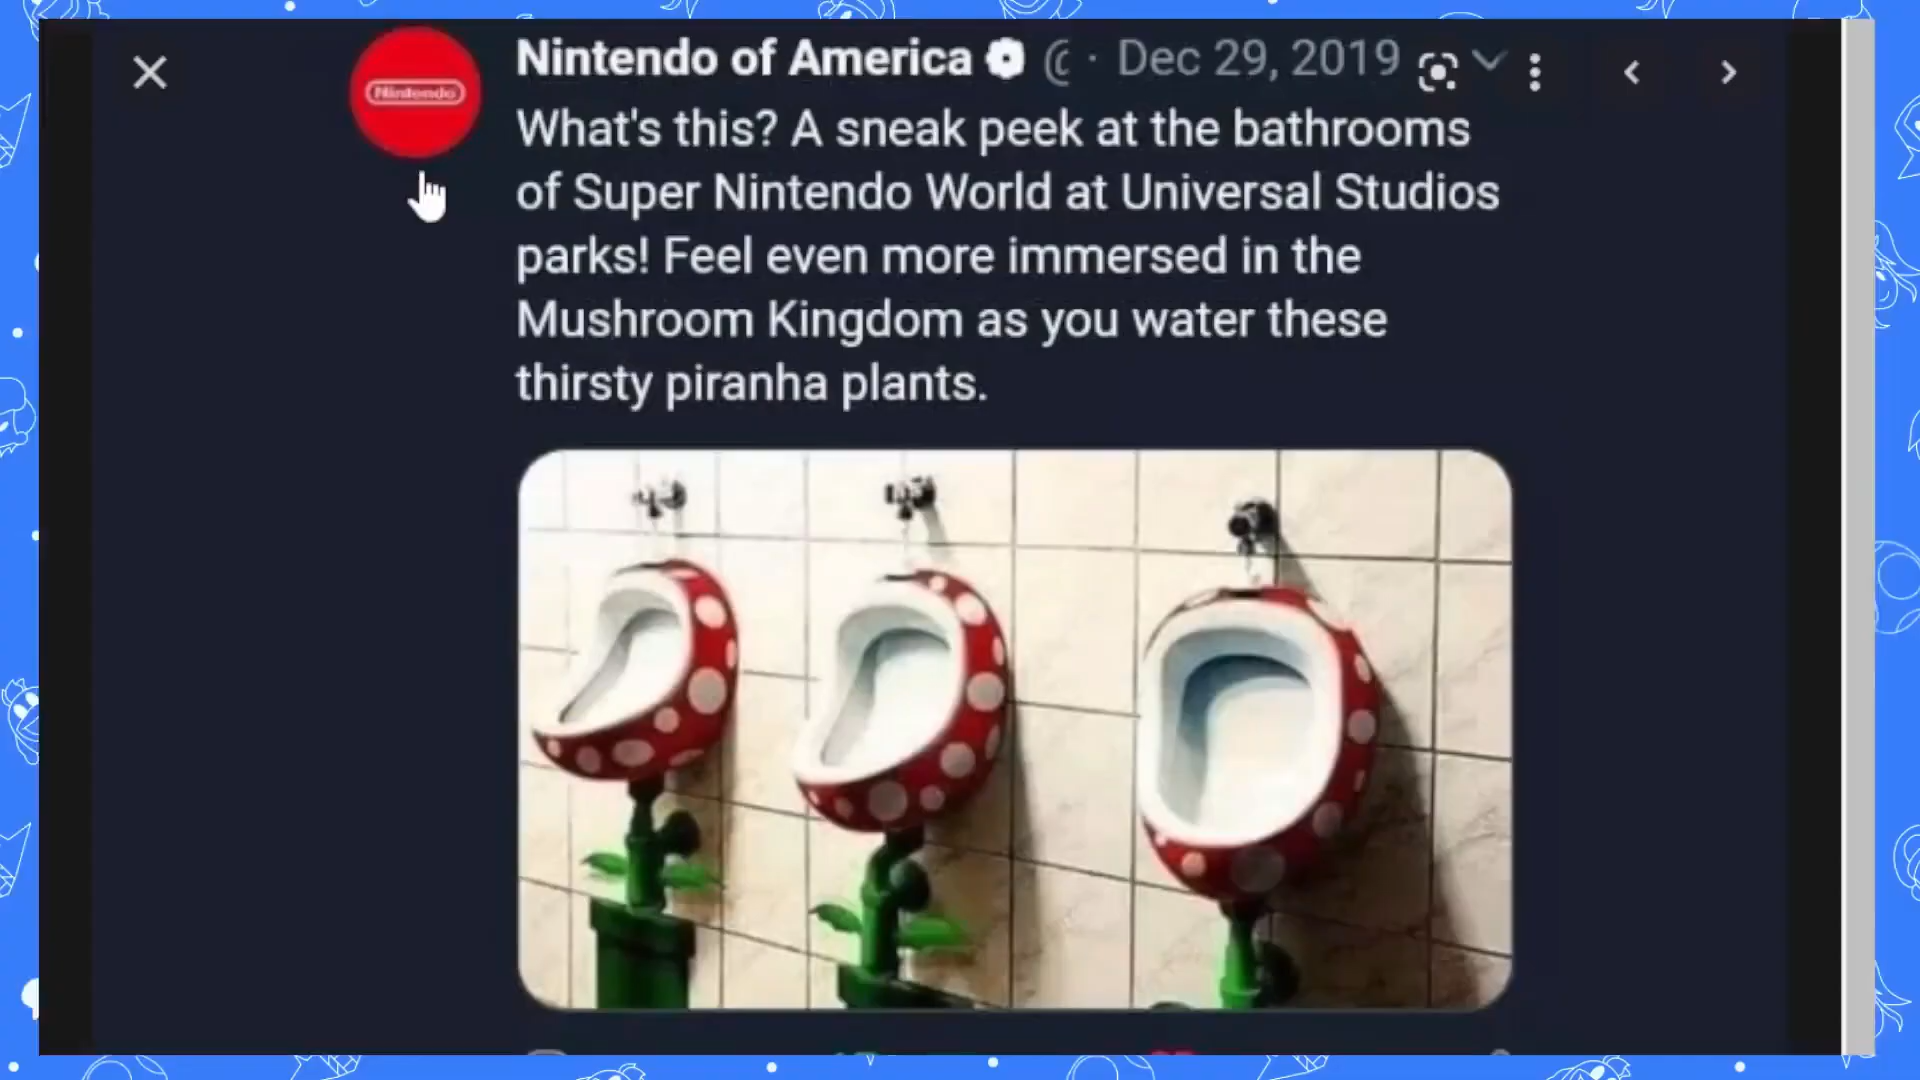 Nintendo of America @ · Dec 29, 2019
Nintendo
What's this? A sneak peek at the bathrooms
of Super Nintendo World at Universal Studios
parks! Feel even more immersed in the
Mushroom Kingdom as you water these
thirsty piranha plants.